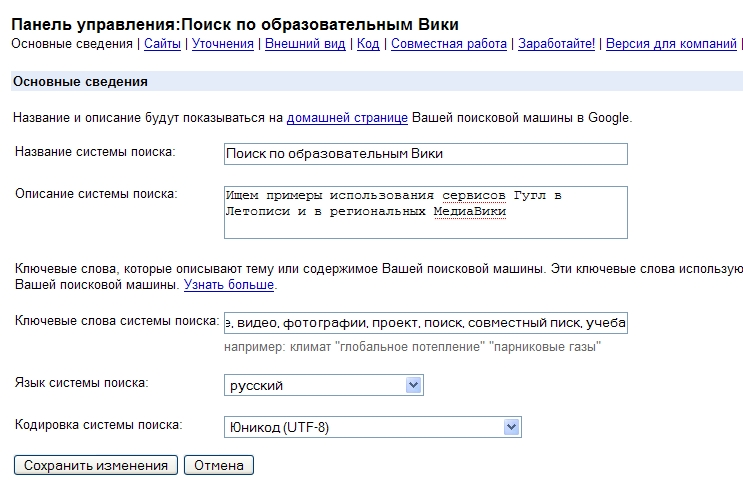 Панель управления:Поиск по образовательным Вики
Основные сведения | Сайты | Уточнения | Внешний вид | Код | Совместная работа | Заработайте! | Версия для компаний |
Основные сведения
Название и описание будут показываться на домашней странице Вашей поисковой машины в Google.
Название системы поиска: Поиск по образовательным Вики
Описание системы поиска: Ищем примеры использования сервисов Гугл в
Летописи и в региональных МедиаВики
Ключевые слова, которые описывают тему или содержимое Вашей поисковой машины. Эти ключевые слова использую
Вашей поисковой машины. Узнать больше.
Ключевые слова системы поиска: е, видео, фотографии, проект, поиск, совместный писк, учеба
например: климат "глобальное потепление" "парниковые газы"
Язык системы поиска: русский
Кодировка системы поиска: Юникод (UTF-8)
Сохранить изменения Отмена